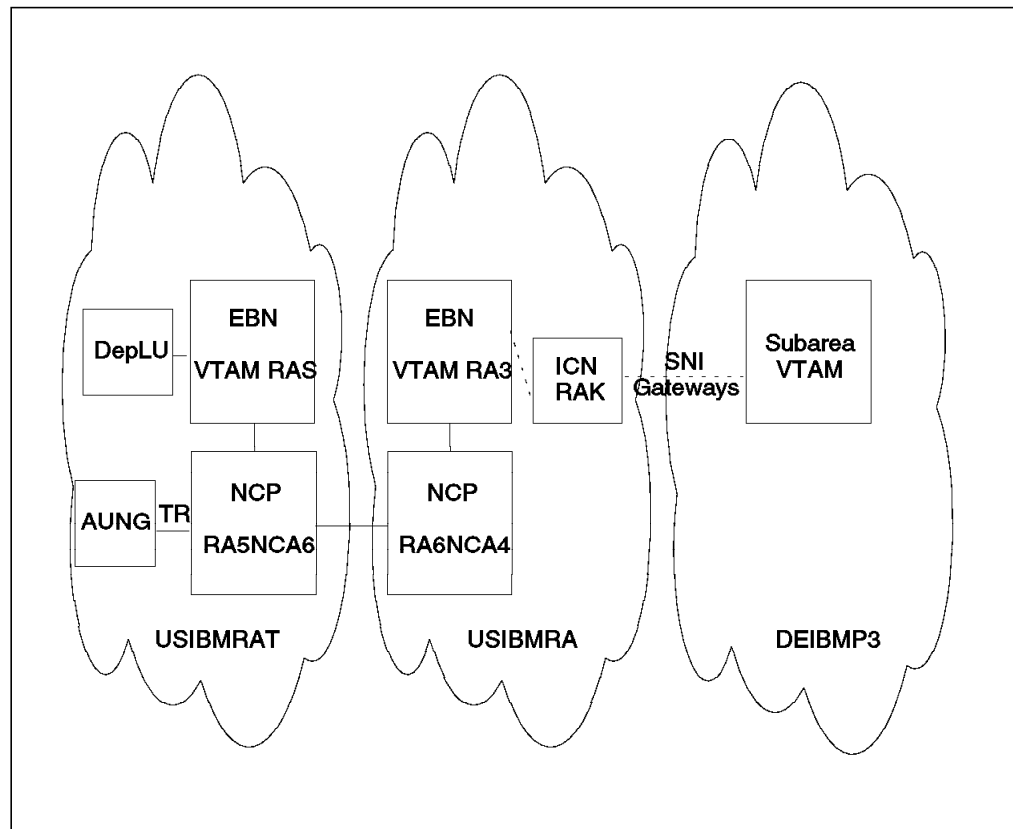 DepLU
EBN
VTAM RAS
AUNG
TR
NCP
RA5NCA6
USIBMRAT
EBN
VTAM RA3
ICN
RAK
NCP
RA6NCA4
USIBMRA
SNI
Gateways
Subarea
VTAM
DEIBMP3